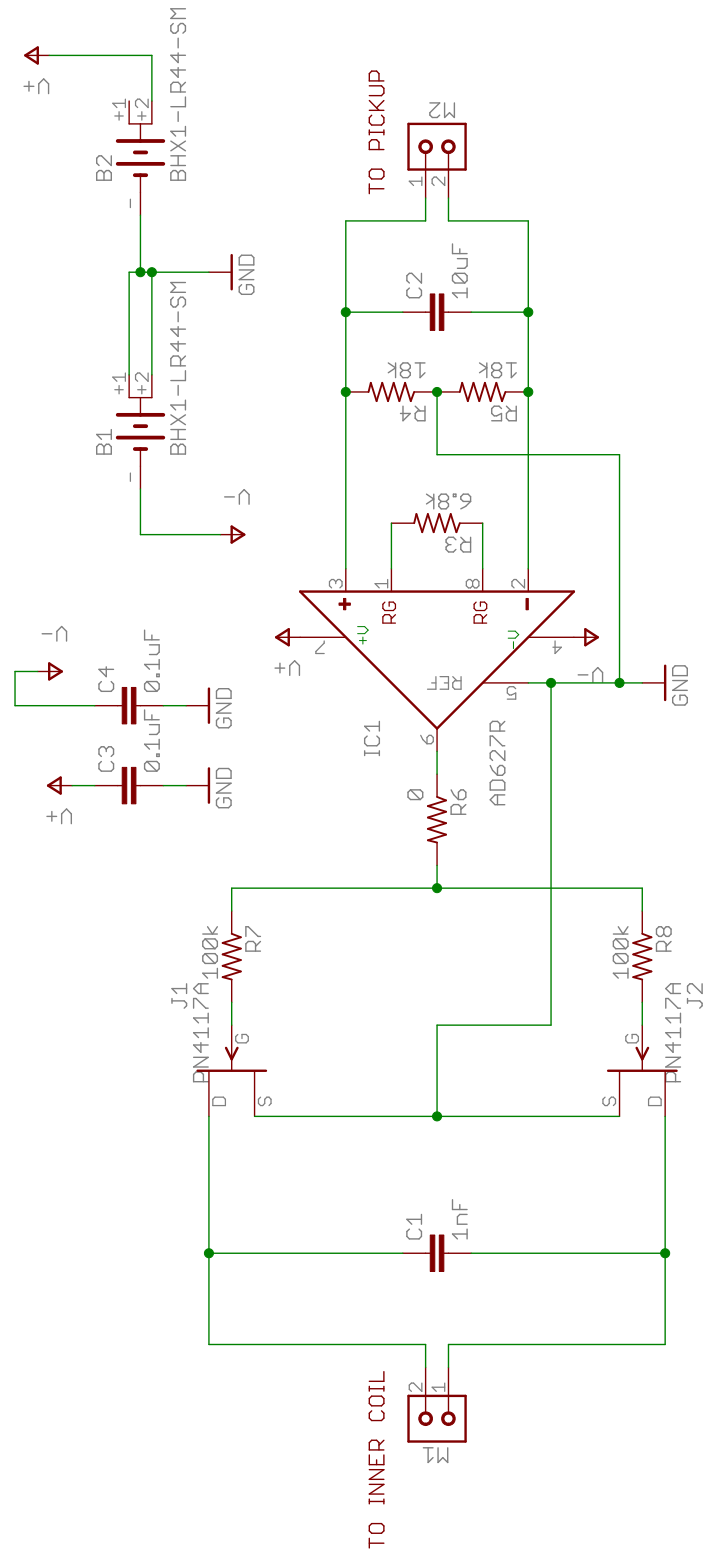 V+
+1
+2
B2
BHX1-LR44-SM
-
GND
+1
+2
B1
BHX1-LR44-SM
-
V-
TO PICKUP
M2
1
2
C2
10uF
18k
R4
18k
R5
6.8k
R3
3
1
8
2
+
RG
RG
-
V+
V-
V+
7
4
V-
REF
5
GND
6
IC1
AD627R
V-
C4
0.1uF
GND
V+
C3
0.1uF
GND
0
R6
100k
R7
100k
R8
J1
PN4117A
G
D
S
PN4117A
J2
G
S
D
C1
1nF
2
1
M1
TO INNER COIL